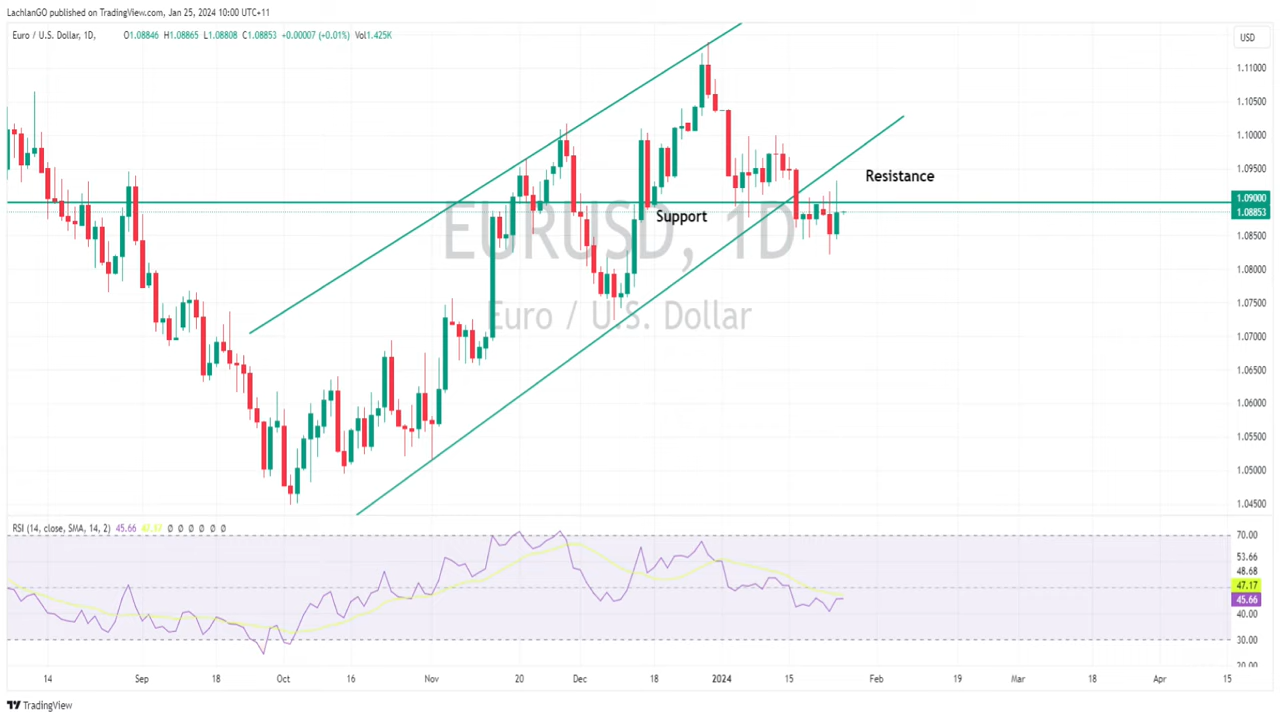 LachlanGO published on TradingView.com, Jan 25, 2024 10:00 UTC+11
Euro / U.S. Dollar, 1D, O1.08846 H1.08865 L1.08808 C1.08853 +0.00007 (+0.01%) Vol1.425K
USD
1.11000
1.10500
1.10000
1.09500
Resistance
1.09000
1.08853
Support
EURUSD, 1D
1.08500
1.08000
1.07500
Euro / U.S. Dollar
1.07000
1.06500
1.06000
1.05500
1.05000
1.04500
RSI (14, close, SMA, 14, 2) 45.66 47.17 Ø Ø Ø Ø Ø Ø
70.00
53.66
48.68
47.17
45.66
40.00
30.00
20.00
14 Sep 18 Oct 16 Nov 20 Dec 18 2024 15 Feb 19 Mar 18 Apr 15
TradingView